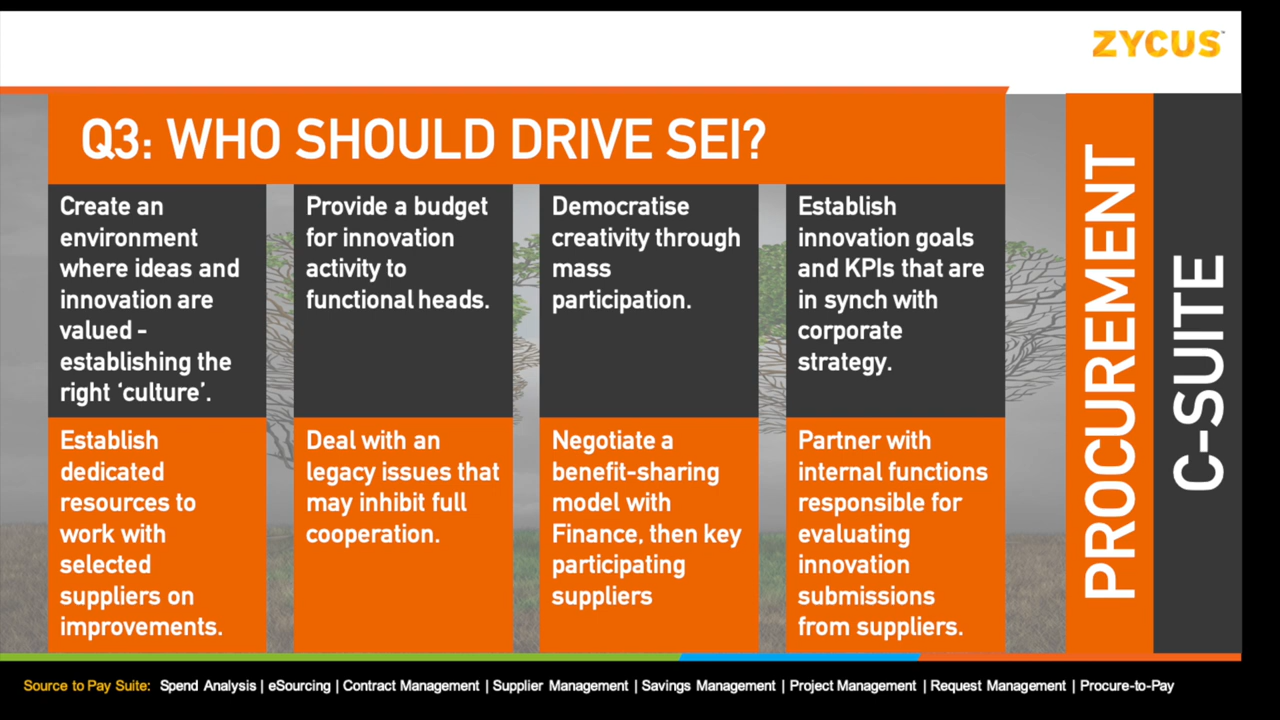 ZYCUS™
Q3: WHO SHOULD DRIVE SEI?
Create an
environment
where ideas and
innovation are
valued -
establishing the
right ‘culture’.
Provide a budget
for innovation
activity to
functional heads.
Democratise
creativity through
mass
participation.
Establish
innovation goals
and KPIs that are
in synch with
corporate
strategy.
Establish
dedicated
resources to
work with
selected
suppliers on
improvements.
Deal with an
legacy issues that
may inhibit full
cooperation.
Negotiate a
benefit-sharing
model with
Finance, then key
participating
suppliers
Partner with
internal functions
responsible for
evaluating
innovation
submissions
from suppliers.
PROCUREMENT
C-SUITE
Source to Pay Suite: Spend Analysis | eSourcing | Contract Management | Supplier Management | Savings Management | Project Management | Request Management | Procure-to-Pay